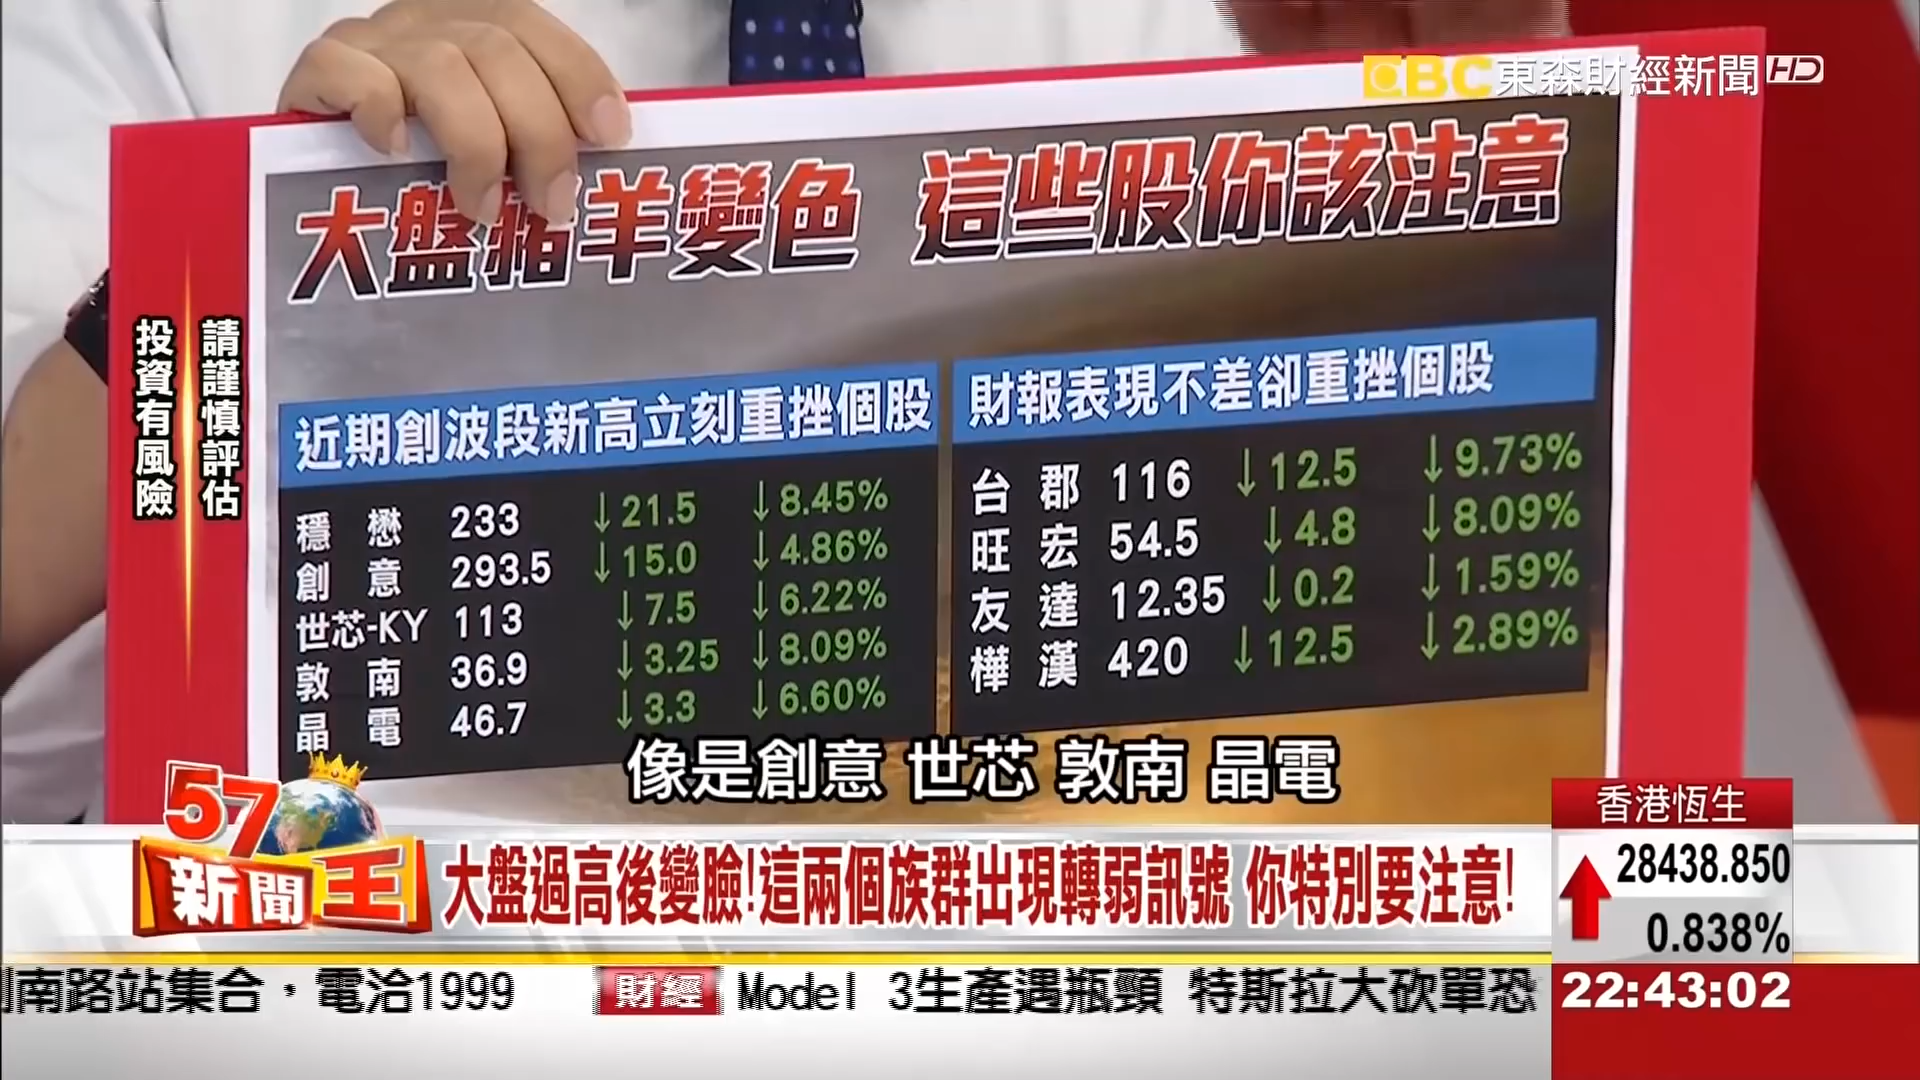 EBC東森財經新聞HD
大盤豬羊變色 這些股你該注意
請謹慎評估
投資有風險
近期創波段新高立刻重挫個股
穩懋 233 ↓21.5 ↓8.45%
創意 293.5 ↓15.0 ↓4.86%
世芯-KY 113 ↓7.5 ↓6.22%
敦南 36.9 ↓3.25 ↓8.09%
晶電 46.7 ↓3.3 ↓6.60%
財報表現不差卻重挫個股
台郡 116 ↓12.5 ↓9.73%
旺宏 54.5 ↓4.8 ↓8.09%
友達 12.35 ↓0.2 ↓1.59%
樺漢 420 ↓12.5 ↓2.89%
像是創意 世芯 敦南 晶電
57新聞王
大盤過高後變臉!這兩個族群出現轉弱訊號 你特別要注意!
香港恆生
28438.850
0.838%
南路站集合，電洽1999 財經 Model 3生產遇瓶頸 特斯拉大砍單恐
22:43:02